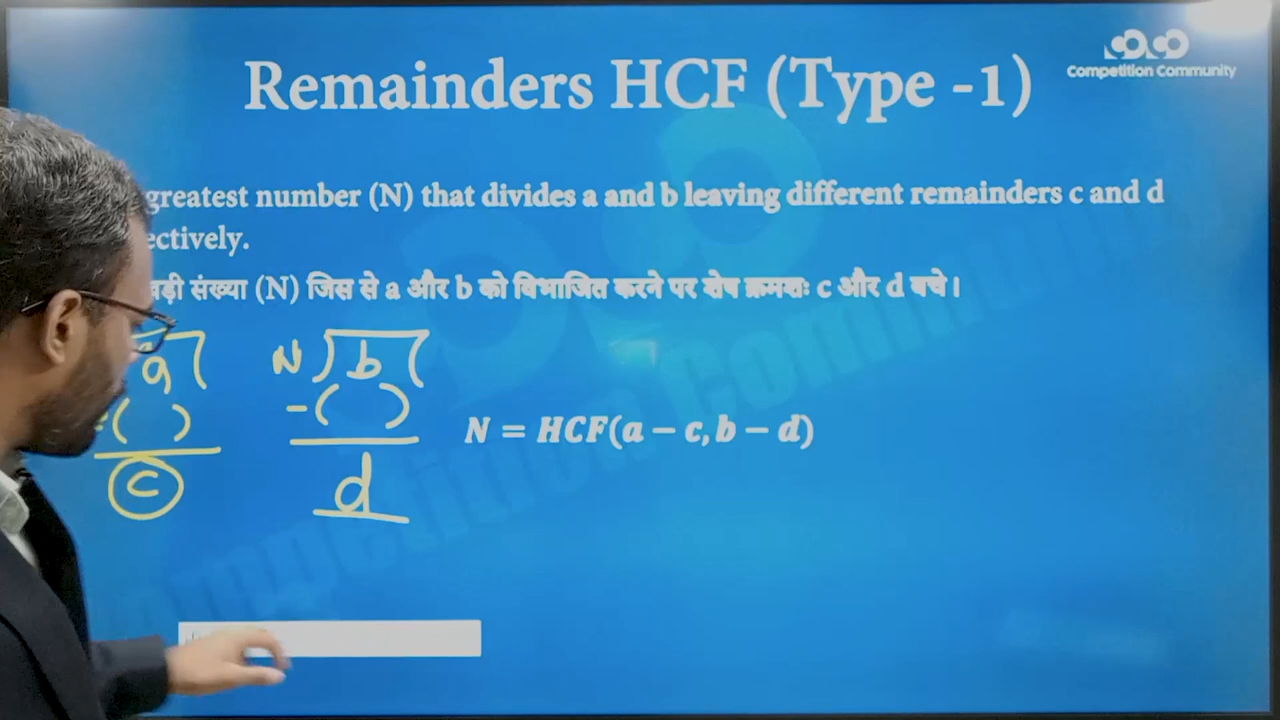 Remainders HCF (Type -1)
Competition Community
greatest number (N) that divides a and b leaving different remainders c and d
ectively.
संख्या (N) जिस से a और b को विभाजित करने पर शेष क्रमशः c और d बचे।
a N ) b (
-( ) -( )
N = HCF(a − c, b − d)
c d